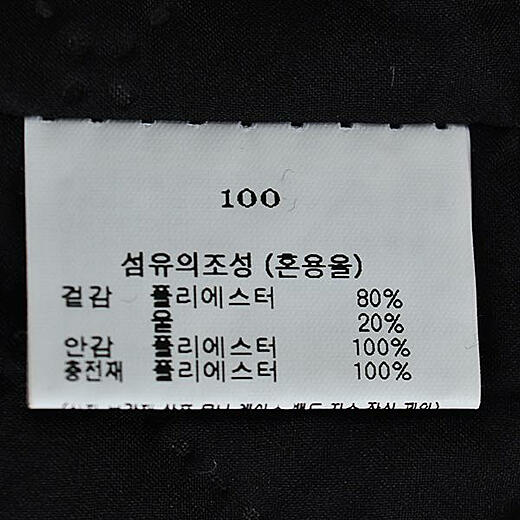 100
섬유의조성 (혼용율)
겉감 폴리에스터 80%
울 20%
안감 폴리에스터 100%
충전재 폴리에스터 100%